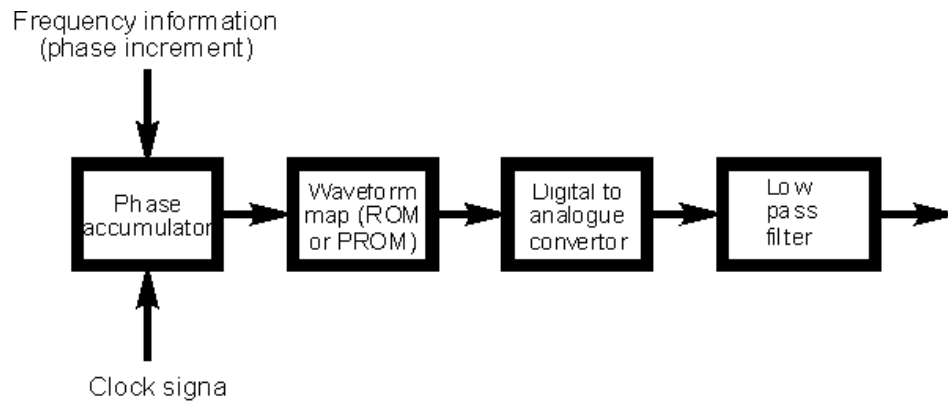 Frequency information
(phase increment)
Phase
accumulator
Waveform
map (ROM
or PROM)
Digital to
analogue
convertor
Low
pass
filter
Clock signa